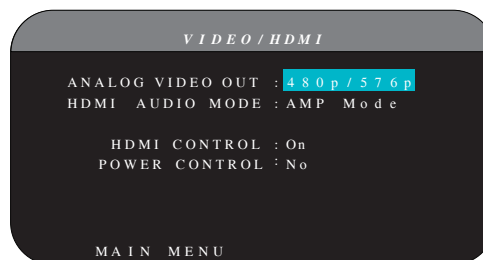 VIDEO/HDMI
ANALOG VIDEO OUT : 480p/576p
HDMI AUDIO MODE : AMP Mode
HDMI CONTROL : On
POWER CONTROL : No
MAIN MENU